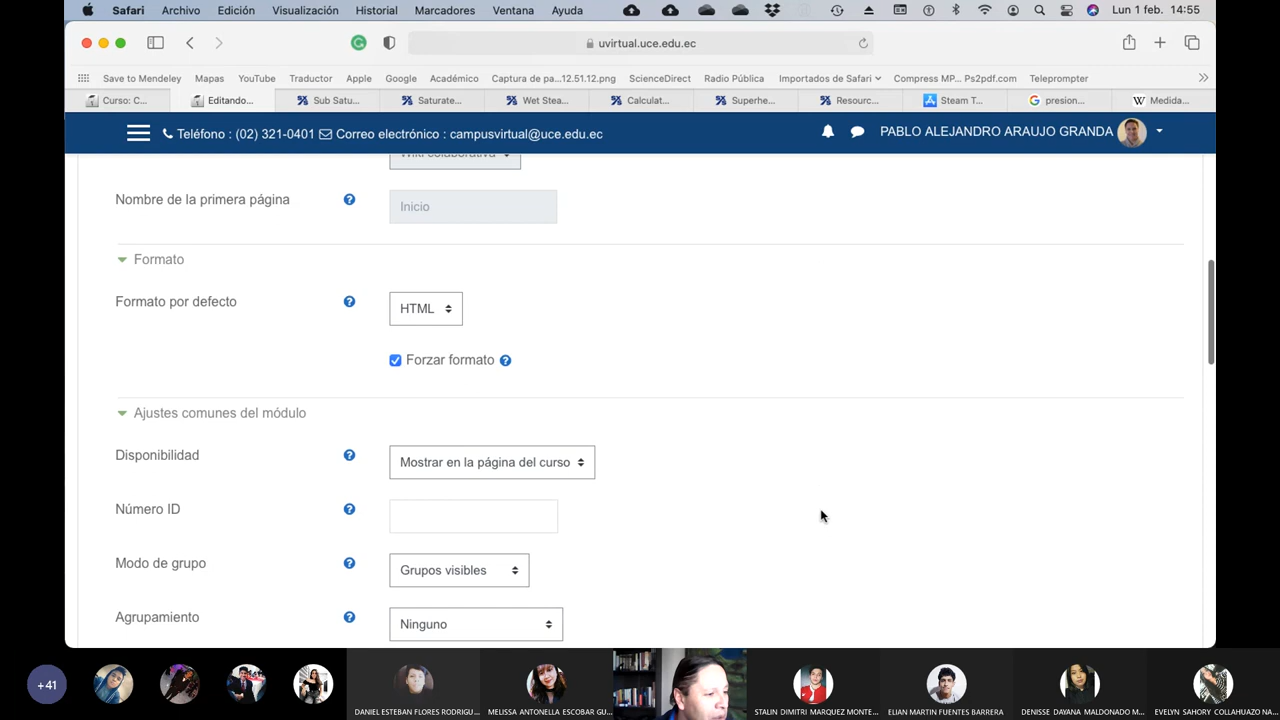 Safari Archivo Edición Visualización Historial Marcadores Ventana Ayuda Lun 1 feb. 14:55
uvirtual.uce.edu.ec
Save to Mendeley Mapas YouTube Traductor Apple Google Académico Captura de pa...12.51.12.png ScienceDirect Radio Pública Importados de Safari Compress MP... Ps2pdf.com Teleprompter
Curso: C... Editando... Sub Satu... Saturate... Wet Stea... Calculat... Superhe... Resourc... Steam T... presion... Medida...
Teléfono : (02) 321-0401 Correo electrónico : campusvirtual@uce.edu.ec PABLO ALEJANDRO ARAUJO GRANDA
Wiki colaborativa
Nombre de la primera página Inicio
Formato
Formato por defecto HTML
Forzar formato
Ajustes comunes del módulo
Disponibilidad Mostrar en la página del curso
Número ID
Modo de grupo Grupos visibles
Agrupamiento Ninguno
+41
DANIEL ESTEBAN FLORES RODRIGU... MELISSA ANTONELLA ESCOBAR GU... STALIN DIMITRI MARQUEZ MONTE... ELIAN MARTIN FUENTES BARRERA DENISSE DAYANA MALDONADO M... EVELYN SAHORY COLLAHUAZO NA...